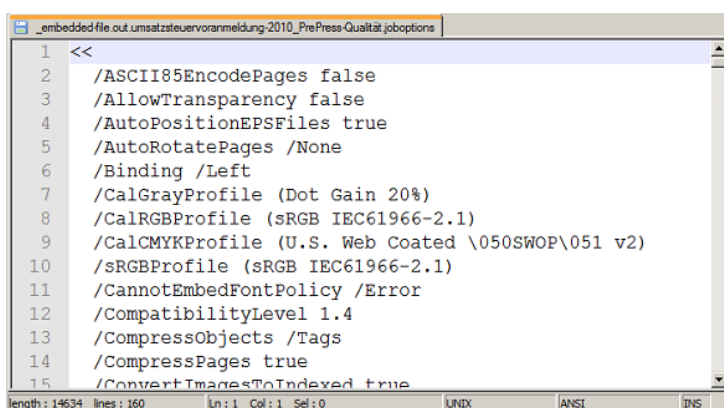 _embedded-file.out.umsatzsteuervoranmeldung-2010_PrePress-Qualität.joboptions
1 <<
2 /ASCII85EncodePages false
3 /AllowTransparency false
4 /AutoPositionEPSFiles true
5 /AutoRotatePages /None
6 /Binding /Left
7 /CalGrayProfile (Dot Gain 20%)
8 /CalRGBProfile (sRGB IEC61966-2.1)
9 /CalCMYKProfile (U.S. Web Coated \050SWOP\051 v2)
10 /sRGBProfile (sRGB IEC61966-2.1)
11 /CannotEmbedFontPolicy /Error
12 /CompatibilityLevel 1.4
13 /CompressObjects /Tags
14 /CompressPages true
15 /ConvertImagesToIndexed true
length : 14634 lines : 160 Ln : 1 Col : 1 Sel : 0 UNIX ANSI INS